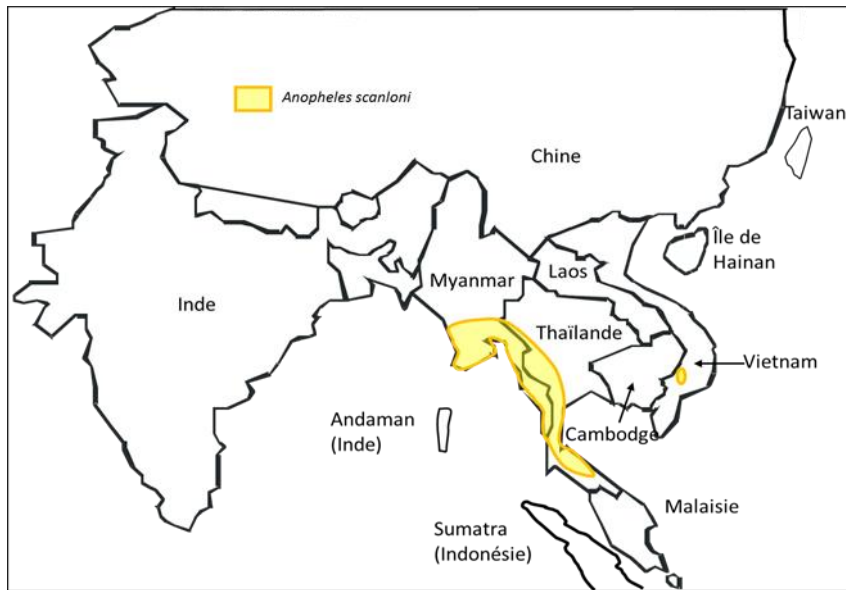 Anopheles scanloni
Taiwan
Chine
Île de
Hainan
Myanmar
Laos
Inde
Thaïlande
Vietnam
Andaman
(Inde)
Cambodge
Malaisie
Sumatra
(Indonésie)